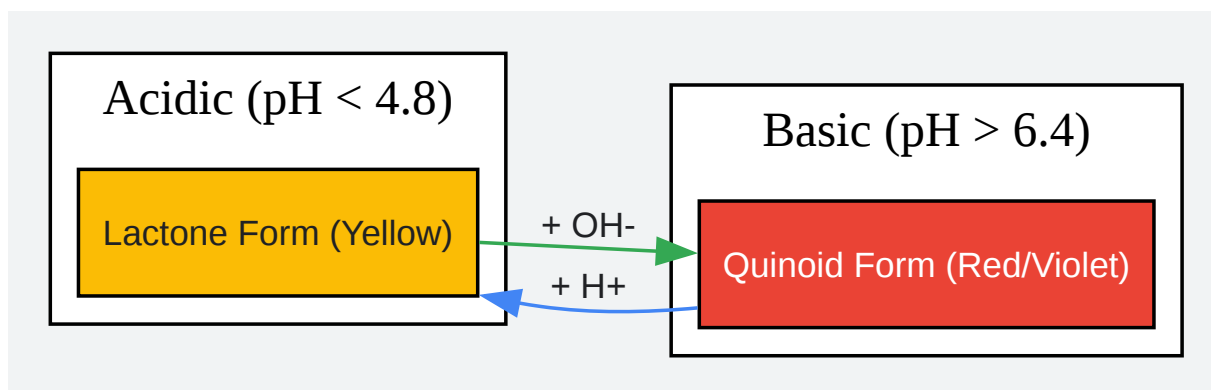 Acidic (pH < 4.8)
Lactone Form (Yellow)
+ OH-
+ H+
Basic (pH > 6.4)
Quinoid Form (Red/Violet)